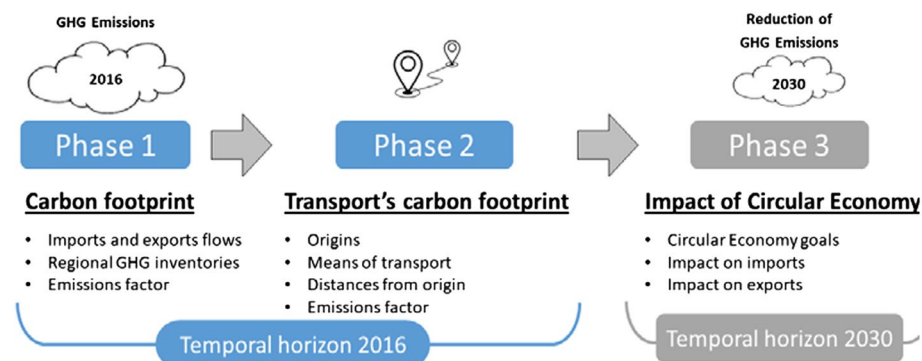 GHG Emissions
2016
Reduction of
GHG Emissions
2030
Phase 1
Phase 2
Phase 3
Carbon footprint
• Imports and exports flows
• Regional GHG inventories
• Emissions factor
Transport's carbon footprint
• Origins
• Means of transport
• Distances from origin
• Emissions factor
Impact of Circular Economy
• Circular Economy goals
• Impact on imports
• Impact on exports
Temporal horizon 2016
Temporal horizon 2030